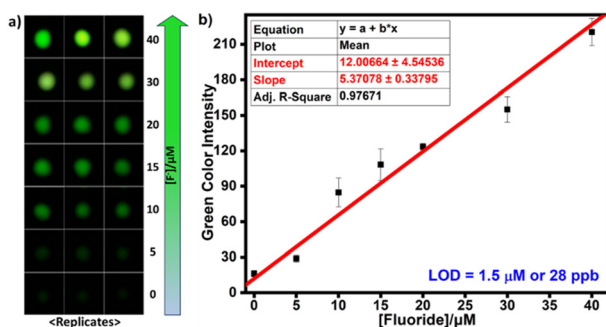 a)
40
30
20
15
10
5
0
[F-]/μM
<Replicates>
b)
Equation y = a + b*x
Plot Mean
Intercept 12.00664 ± 4.54536
Slope 5.37078 ± 0.33795
Adj. R-Square 0.97671
Green Color Intensity
210
180
150
120
90
60
30
0
LOD = 1.5 μM or 28 ppb
0 5 10 15 20 25 30 35 40
[Fluoride]/μM